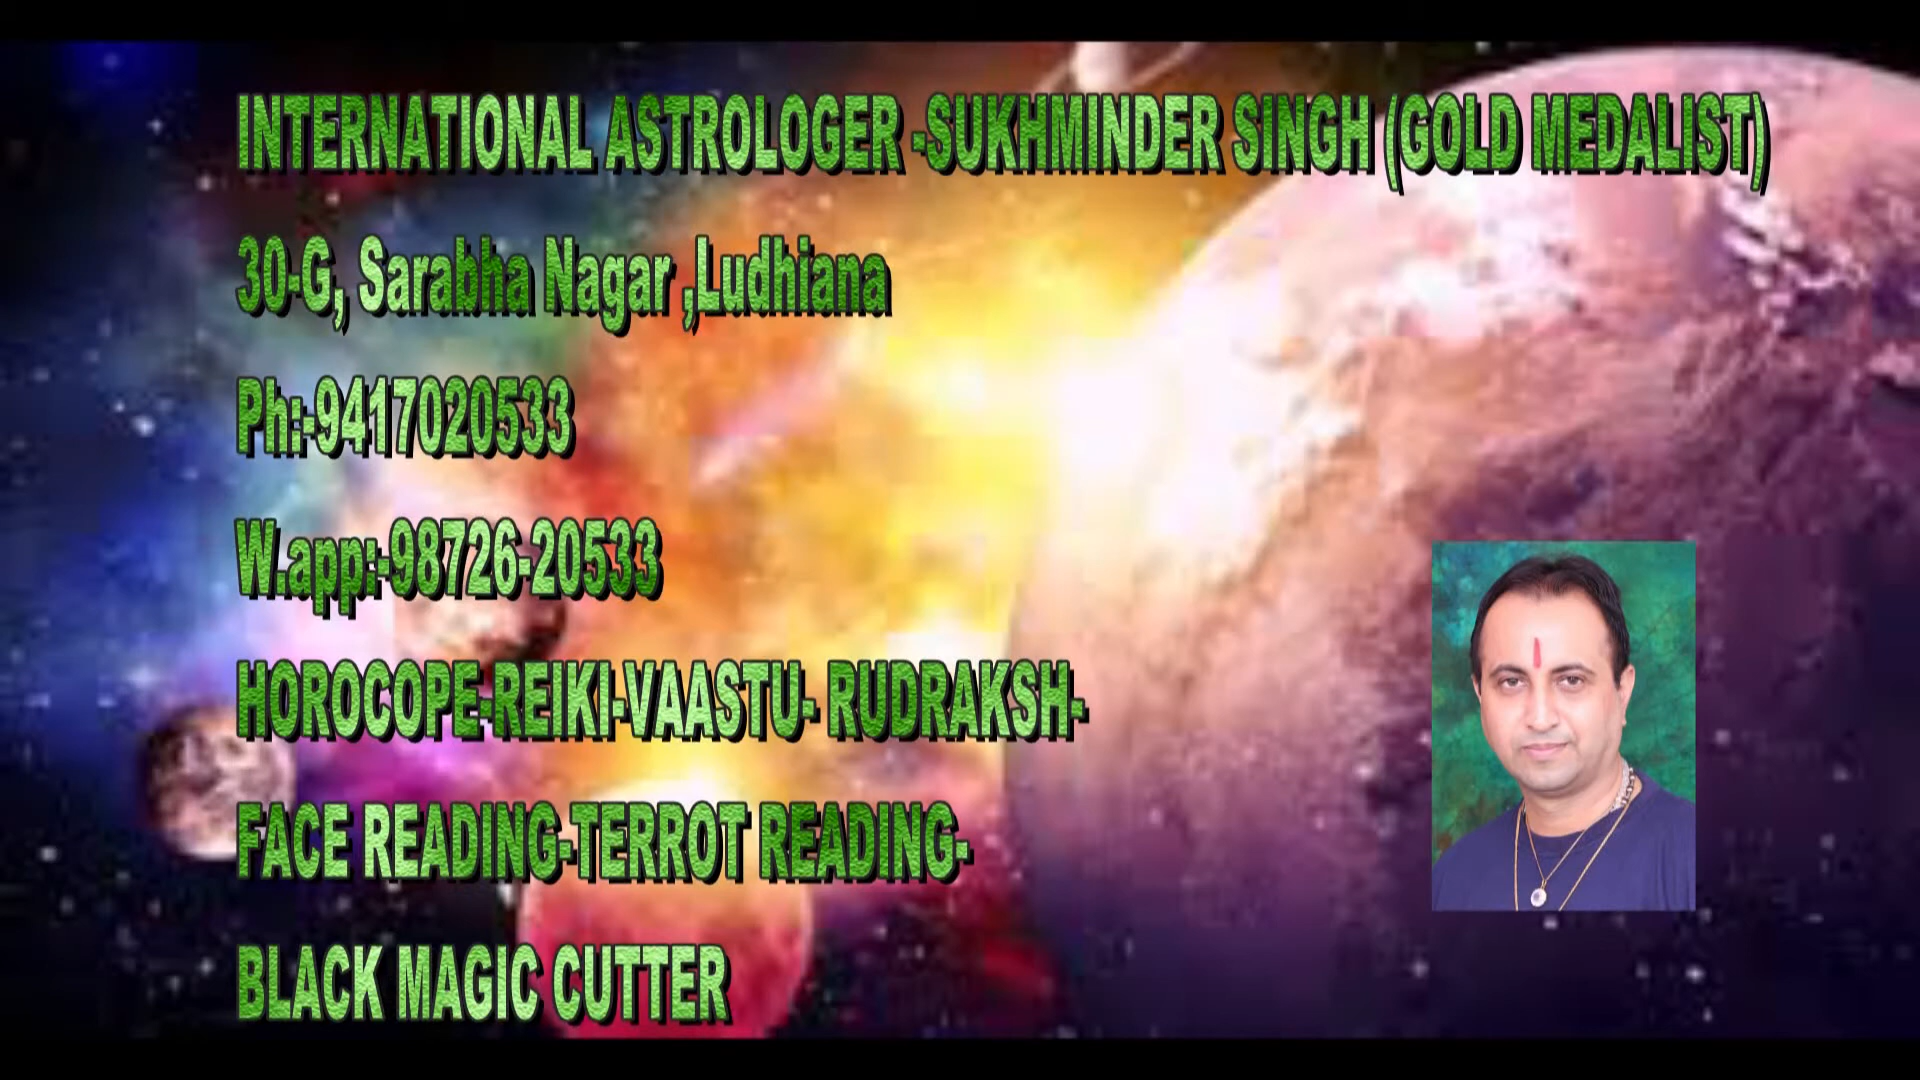 INTERNATIONAL ASTROLOGER -SUKHMINDER SINGH (GOLD MEDALIST)
30-G, Sarabha Nagar ,Ludhiana
Ph:-9417020533
W.app:-98726-20533
HOROCOPE-REIKI-VAASTU- RUDRAKSH-
FACE READING-TERROT READING-
BLACK MAGIC CUTTER